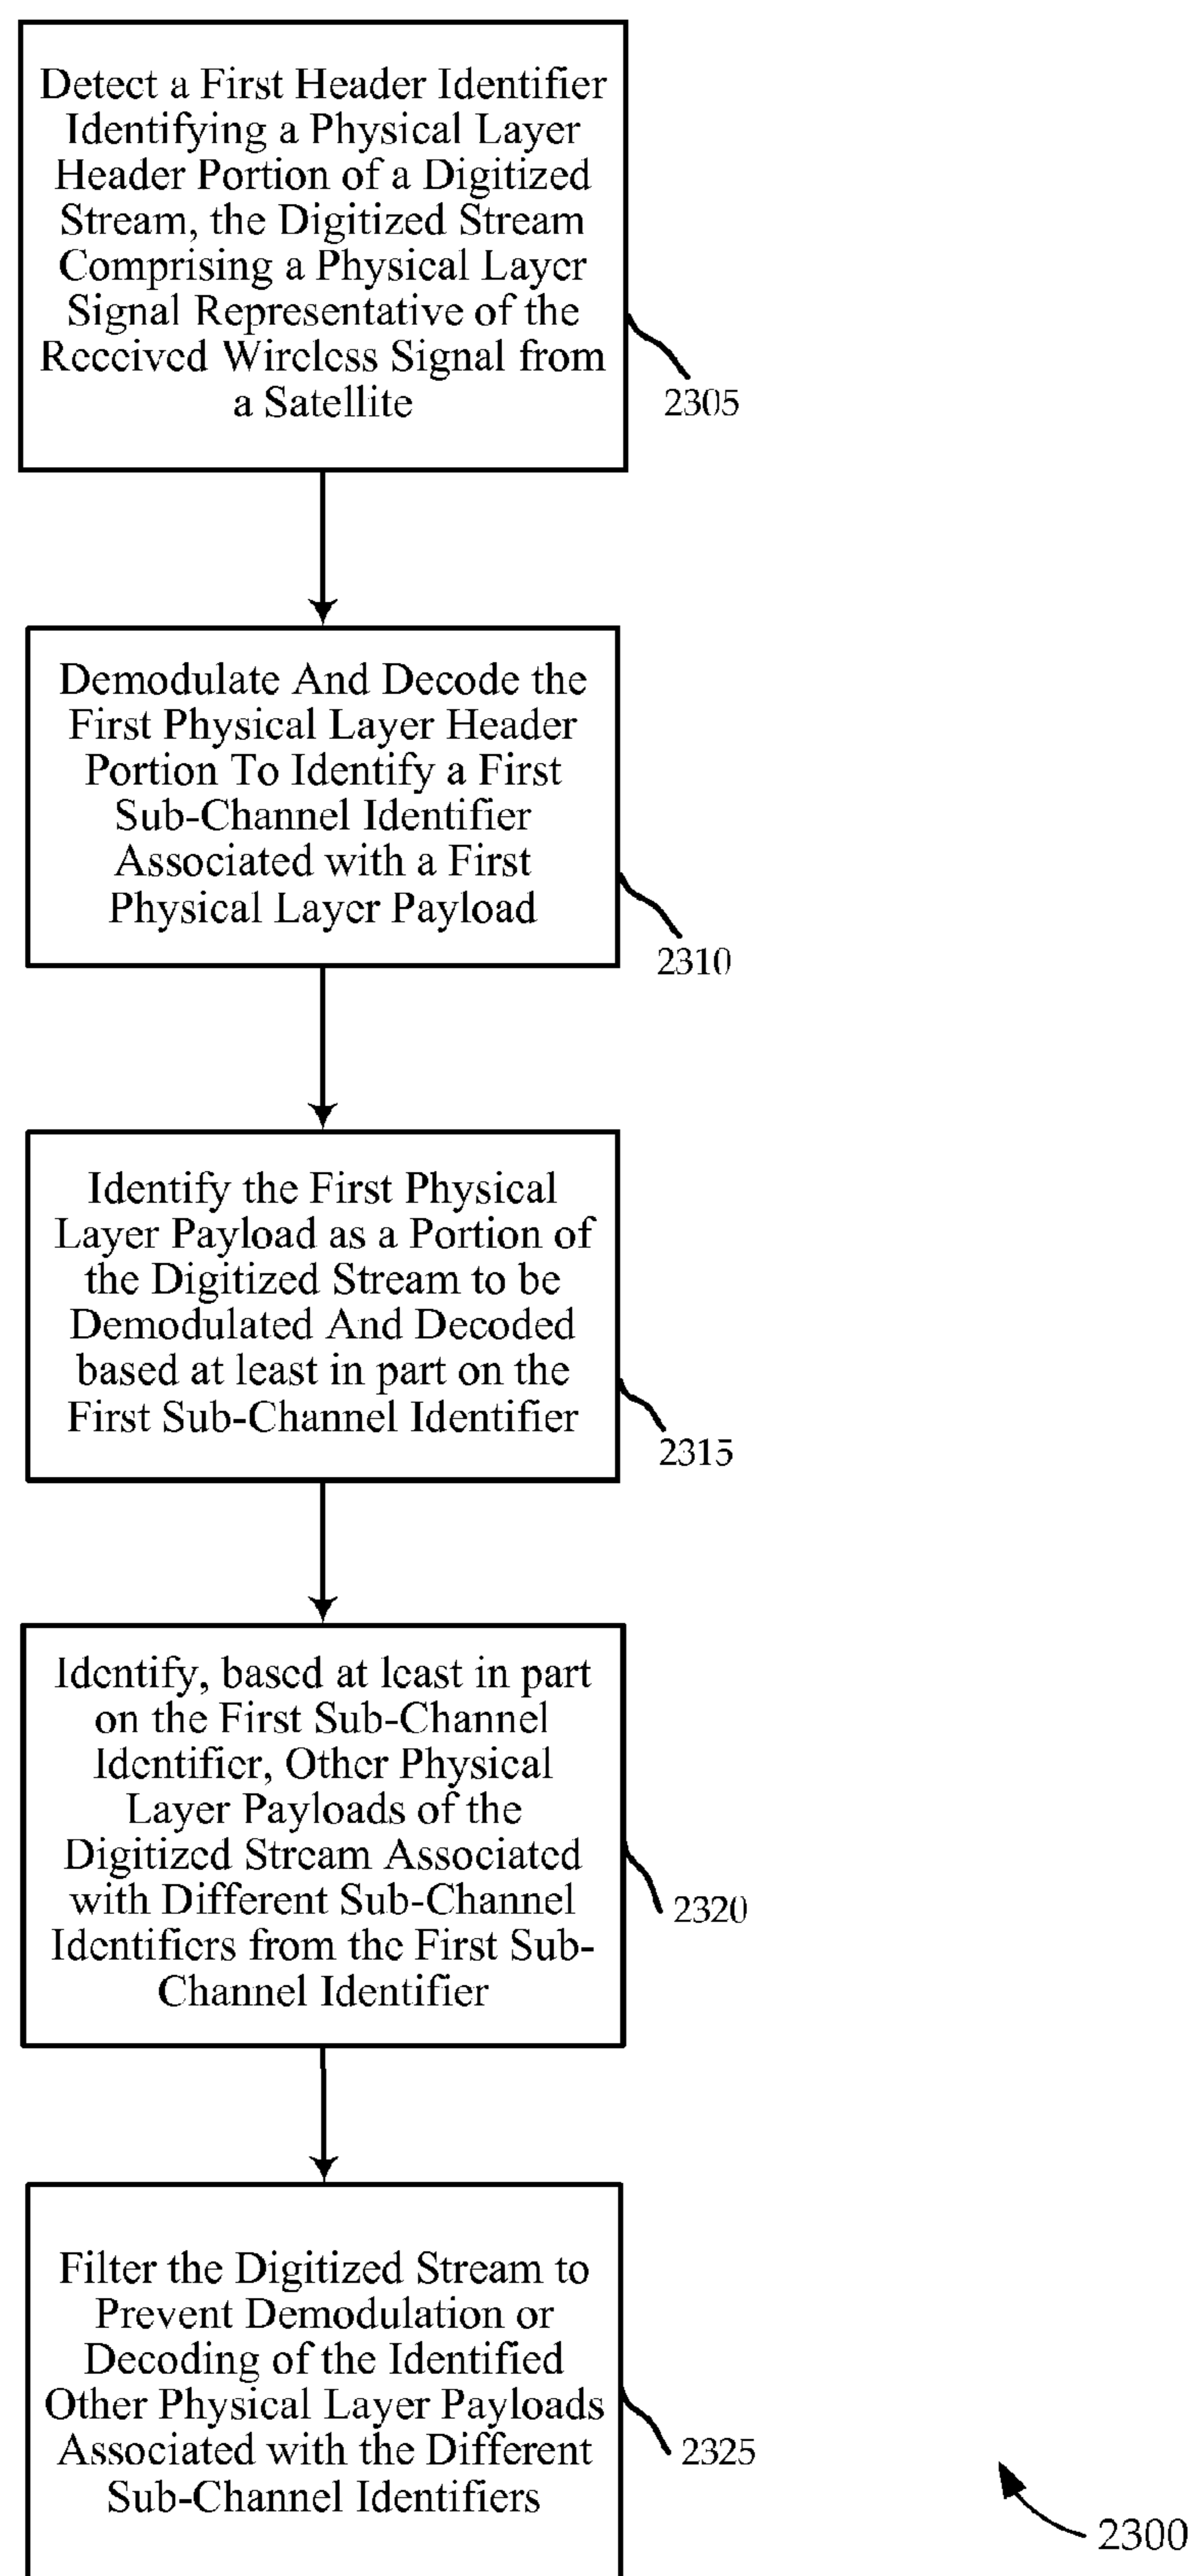 Detect a First Header Identifier
Identifying a Physical Layer
Header Portion of a Digitized
Stream, the Digitized Stream
Comprising a Physical Layer
Signal Representative of the
Received Wireless Signal from
a Satellite
2305
Demodulate And Decode the
First Physical Layer Header
Portion To Identify a First
Sub-Channel Identifier
Associated with a First
Physical Layer Payload
2310
Identify the First Physical
Layer Payload as a Portion of
the Digitized Stream to be
Demodulated And Decoded
based at least in part on the
First Sub-Channel Identifier
2315
Identify, based at least in part
on the First Sub-Channel
Identifier, Other Physical
Layer Payloads of the
Digitized Stream Associated
with Different Sub-Channel
Identifiers from the First Sub-
Channel Identifier
2320
Filter the Digitized Stream to
Prevent Demodulation or
Decoding of the Identified
Other Physical Layer Payloads
Associated with the Different
Sub-Channel Identifiers
2325
2300